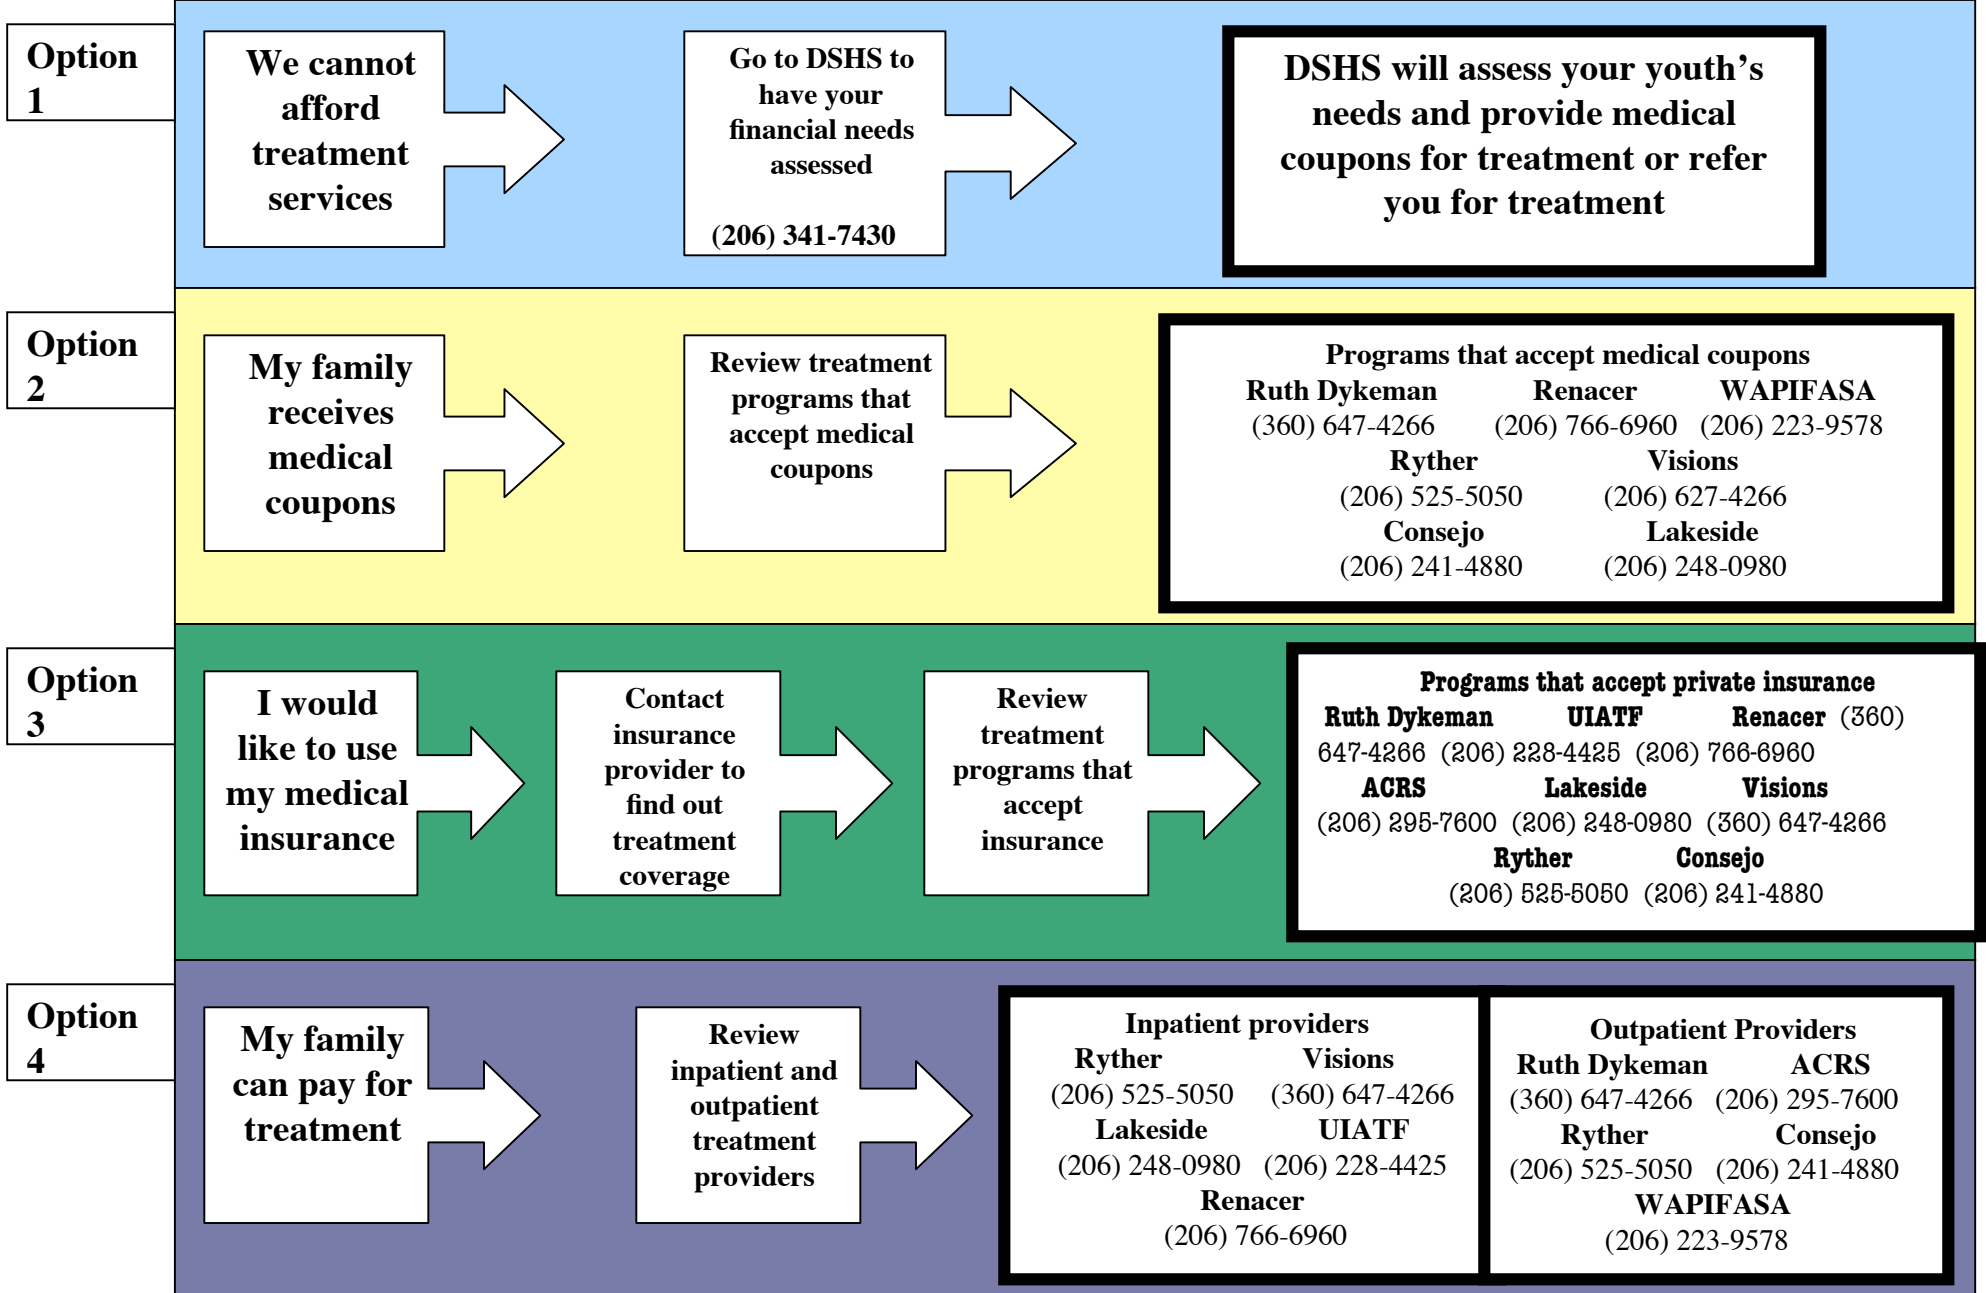 Option
1
We cannot
afford
treatment
services
Go to DSHS to
have your
financial needs
assessed
(206) 341-7430
DSHS will assess your youth's
needs and provide medical
coupons for treatment or refer
you for treatment
Option
2
My family
receives
medical
coupons
Review treatment
programs that
accept medical
coupons
Programs that accept medical coupons
Ruth Dykeman Renacer WAPIFASA
(360) 647-4266 (206) 766-6960 (206) 223-9578
Ryther Visions
(206) 525-5050 (206) 627-4266
Consejo Lakeside
(206) 241-4880 (206) 248-0980
Option
3
I would
like to use
my medical
insurance
Contact
insurance
provider to
find out
treatment
coverage
Review
treatment
programs that
accept
insurance
Programs that accept private insurance
Ruth Dykeman UIATF Renacer (360)
647-4266 (206) 228-4425 (206) 766-6960
ACRS Lakeside Visions
(206) 295-7600 (206) 248-0980 (360) 647-4266
Ryther Consejo
(206) 525-5050 (206) 241-4880
Option
4
My family
can pay for
treatment
Review
inpatient and
outpatient
treatment
providers
Inpatient providers
Ryther Visions
(206) 525-5050 (360) 647-4266
Lakeside UIATF
(206) 248-0980 (206) 228-4425
Renacer
(206) 766-6960
Outpatient Providers
Ruth Dykeman ACRS
(360) 647-4266 (206) 295-7600
Ryther Consejo
(206) 525-5050 (206) 241-4880
WAPIFASA
(206) 223-9578